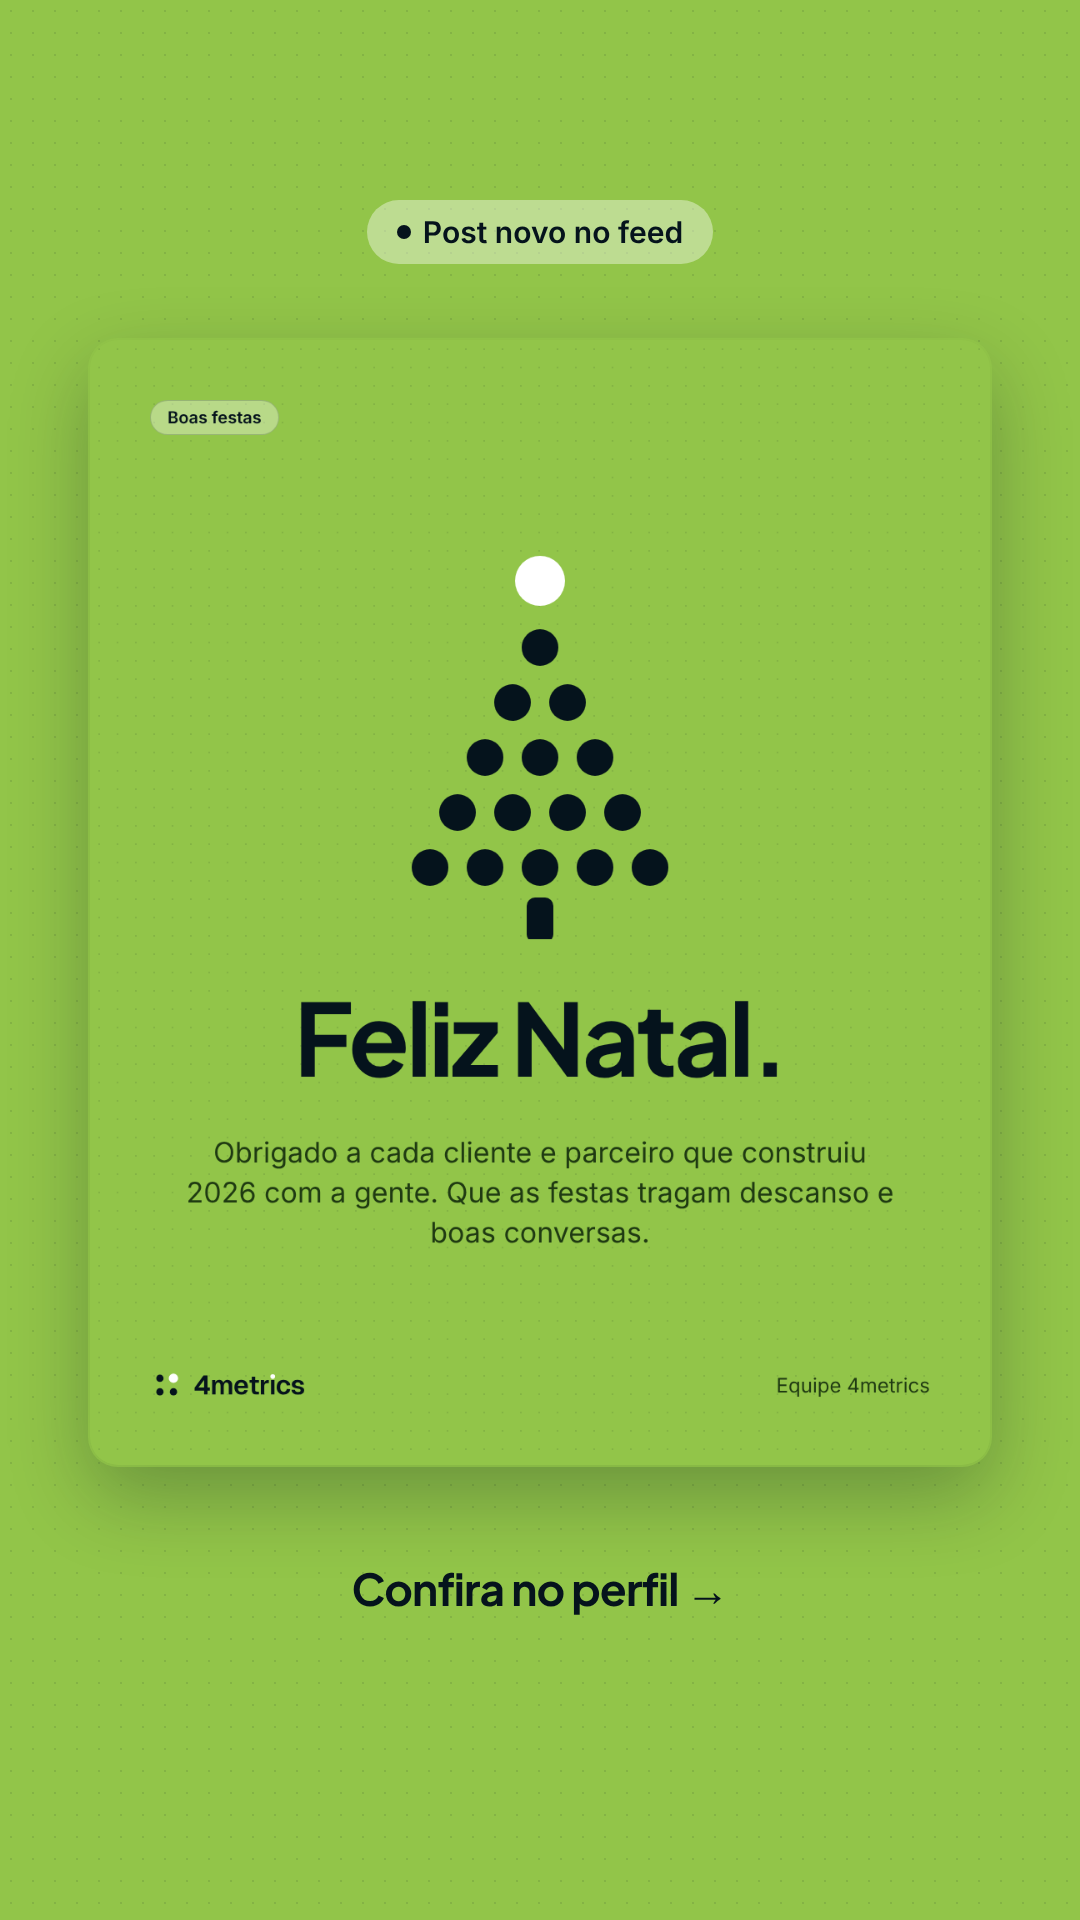 Post novo no feed
Boas festas
Feliz Natal.
Obrigado a cada cliente e parceiro que construiu
2026 com a gente. Que as festas tragam descanso e
boas conversas.
4metrics
Equipe 4metrics
Confira no perfil →